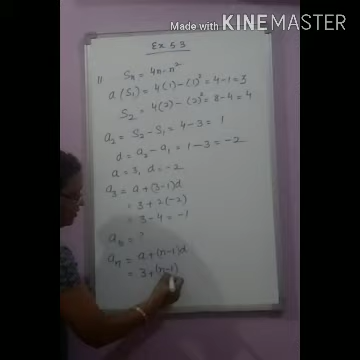 Made With KINEMASTER
Ex 5.3
11 Sn = 4n - n²
a (S₁) = 4(1) - (1)² = 4 - 1 = 3
S₂ = 4(2) - (2)² = 8 - 4 = 4
a₂ = S₂ - S₁ = 4 - 3 = 1
d = a₂ - a₁ = 1 - 3 = -2
a = 3, d = -2
a₃ = a + (3-1)d
= 3 + 2(-2)
= 3 - 4 = -1
an = ?
an = a + (n-1)d
= 3 + (n-1)